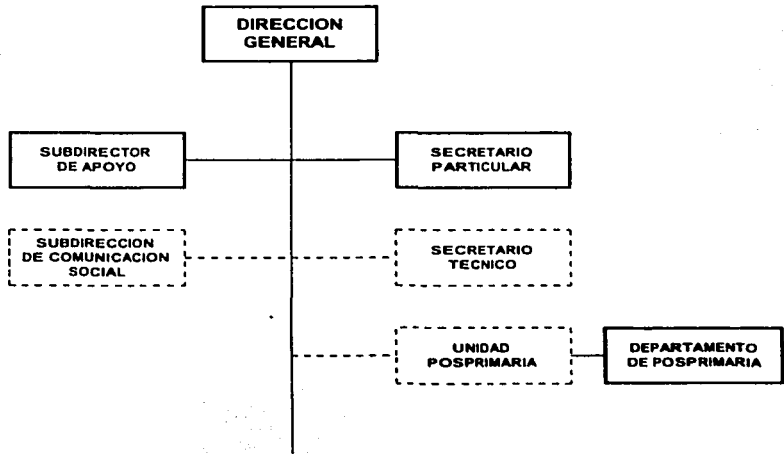 DIRECCION
GENERAL
SUBDIRECTOR
DE APOYO
SECRETARIO
PARTICULAR
SUBDIRECCION
DE COMUNICACION
SOCIAL
SECRETARIO
TECNICO
UNIDAD
POSPRIMARIA
DEPARTAMENTO
DE POSPRIMARIA